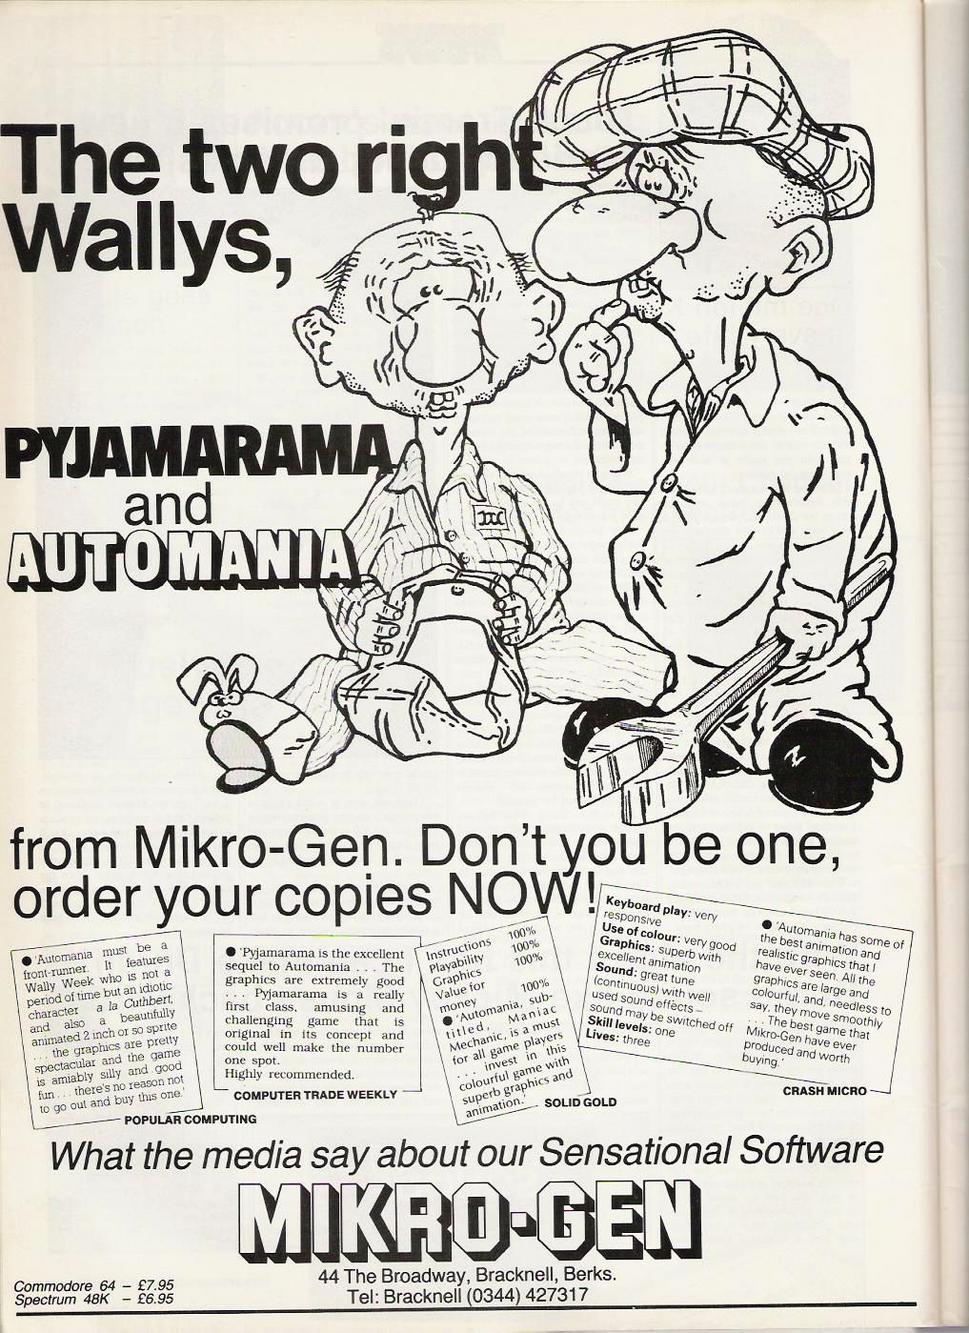 The two right
Wallys,
PYJAMARAMA
and
AUTOMANIA
from Mikro-Gen. Don't you be one,
order your copies NOW!
● 'Automania must be a
front-runner. It features
Wally Week who is not a
period of time but an idiotic
character a la Cuthbert,
and also a beautifully
animated 2 inch or so sprite
... the graphics are pretty
spectacular and the game
is amiably silly and good
fun ... there's no reason not
to go out and buy this one.'
POPULAR COMPUTING
● 'Pyjamarama is the excellent
sequel to Automania ... The
graphics are extremely good
... Pyjamarama is a really
first class, amusing and
challenging game that is
original in its concept and
could well make the number
one spot.
Highly recommended.
COMPUTER TRADE WEEKLY
Instructions 100%
Playability 100%
Graphics 100%
Value for
money 100%
● 'Automania, sub-
titled, Maniac
Mechanic, is a must
for all game players
... invest in this
colourful game with
superb graphics and
animation.'
SOLID GOLD
Keyboard play: very
responsive
Use of colour: very good
Graphics: superb with
excellent animation
Sound: great tune
(continuous) with well
used sound effects –
sound may be switched off
Skill levels: one
Lives: three
● 'Automania has some of
the best animation and
realistic graphics that I
have ever seen. All the
graphics are large and
colourful, and, needless to
say, they move smoothly
... The best game that
Mikro-Gen have ever
produced and worth
buying.'
CRASH MICRO
What the media say about our Sensational Software
MIKRO-GEN
44 The Broadway, Bracknell, Berks.
Tel: Bracknell (0344) 427317
Commodore 64 – £7.95
Spectrum 48K – £6.95